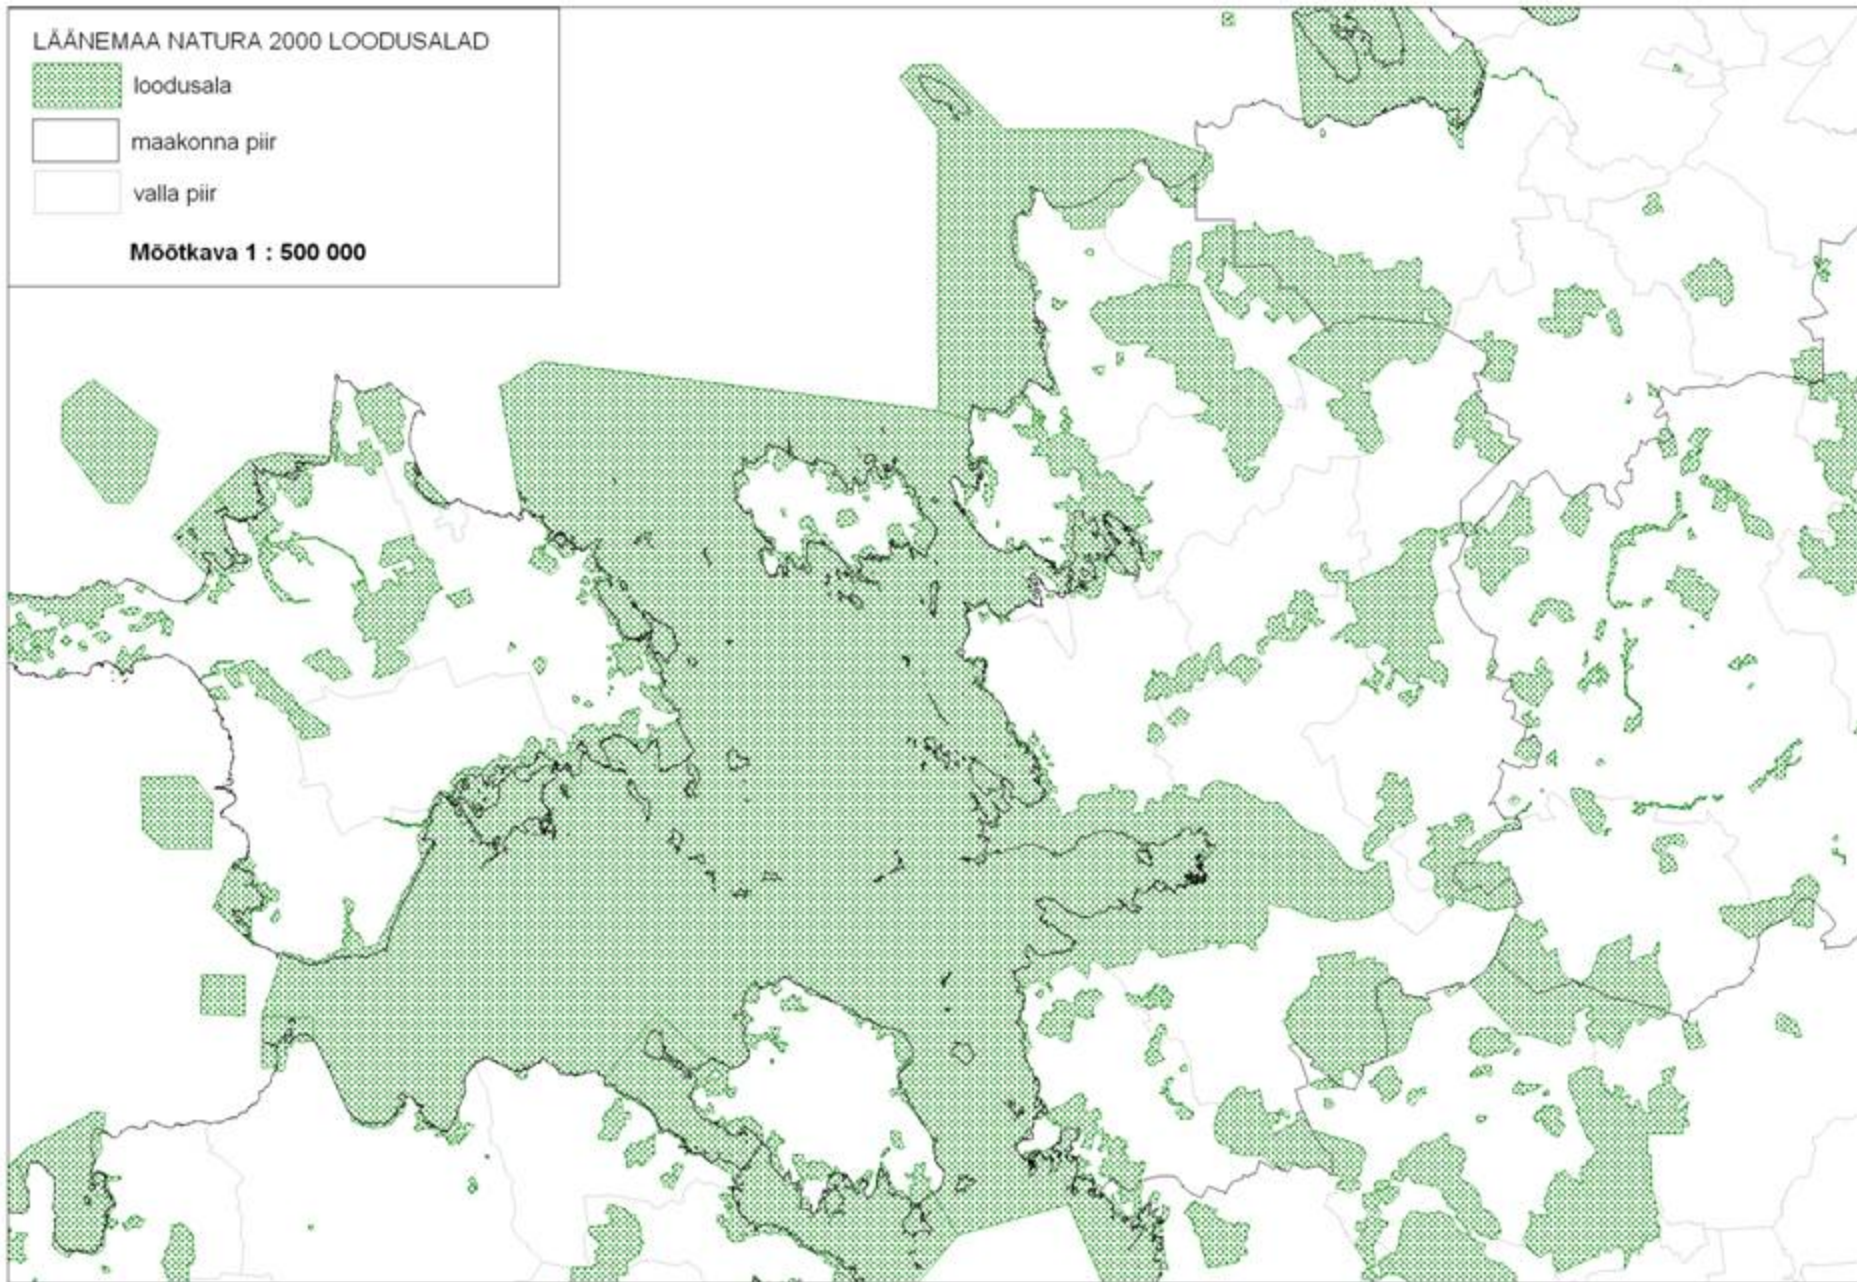 LÄÄNEMAA NATURA 2000 LOODUSALAD
loodusala
maakonna piir
valla piir
Mõõtkava 1 : 500 000